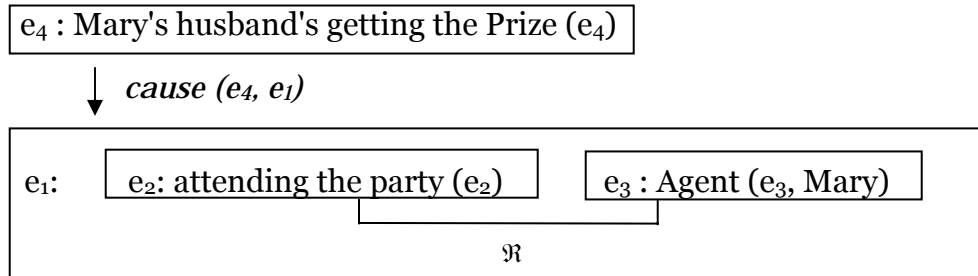 e₄ : Mary's husband's getting the Prize (e₄)
cause (e₄, e₁)
e₁: e₂: attending the party (e₂) e₃ : Agent (e₃, Mary)
ℜ